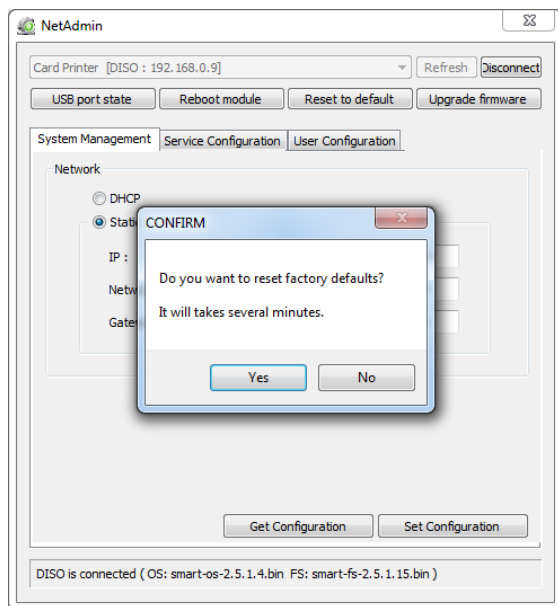 NetAdmin
Card Printer [DISO : 192.168.0.9]
Refresh
Disconnect
USB port state
Reboot module
Reset to default
Upgrade firmware
System Management
Service Configuration
User Configuration
Network
DHCP
Stati
CONFIRM
IP :
Do you want to reset factory defaults?
Netw
It will takes several minutes.
Gate
Yes
No
Get Configuration
Set Configuration
DISO is connected ( OS: smart-os-2.5.1.4.bin FS: smart-fs-2.5.1.15.bin )